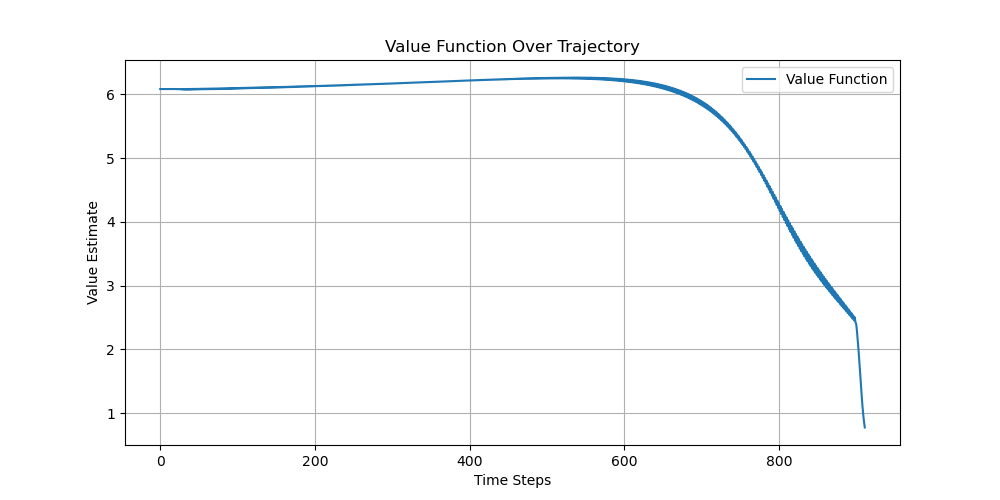 Value Function Over Trajectory
Value Function
6
5
4
3
2
1
Value Estimate
0 200 400 600 800
Time Steps